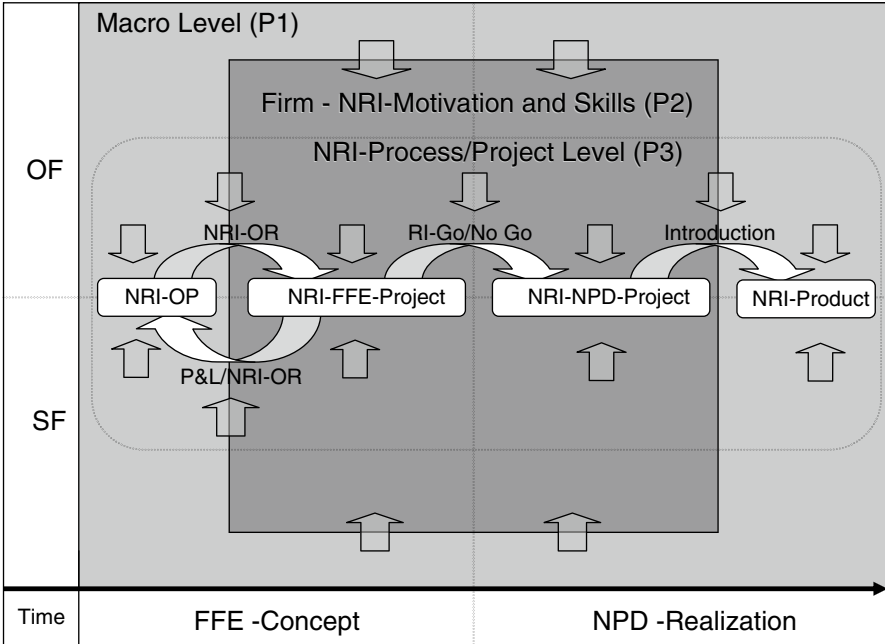 Macro Level (P1)
Firm - NRI-Motivation and Skills (P2)
NRI-Process/Project Level (P3)
OF
NRI-OR
RI-Go/No Go
Introduction
NRI-OP
NRI-FFE-Project
NRI-NPD-Project
NRI-Product
P&L/NRI-OR
SF
Time
FFE -Concept
NPD -Realization